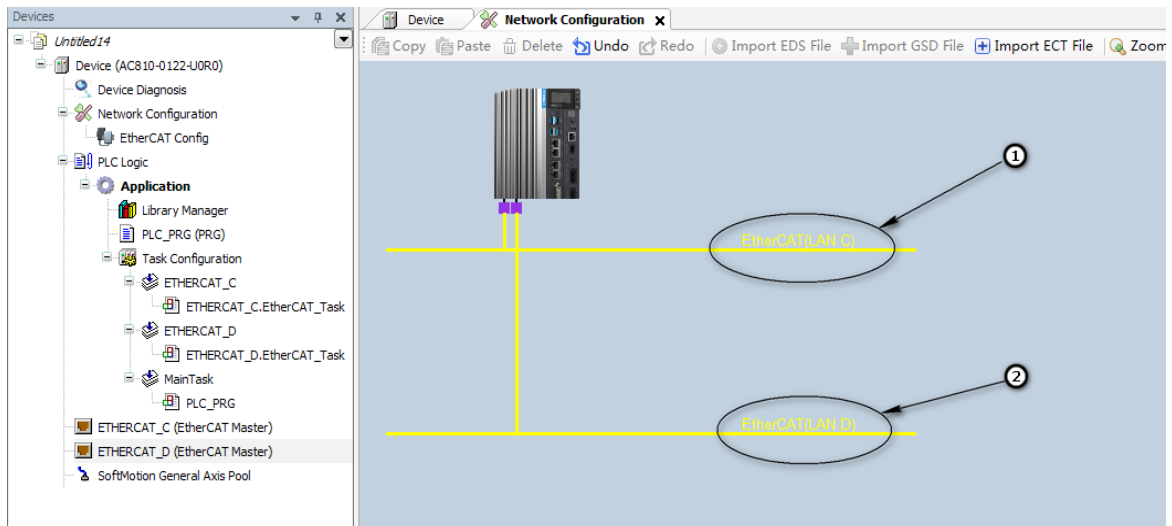 Devices
Untitled14
Device (AC810-0122-U0R0)
Device Diagnosis
Network Configuration
EtherCAT Config
PLC Logic
Application
Library Manager
PLC_PRG (PRG)
Task Configuration
ETHERCAT_C
ETHERCAT_C.EtherCAT_Task
ETHERCAT_D
ETHERCAT_D.EtherCAT_Task
MainTask
PLC_PRG
ETHERCAT_C (EtherCAT Master)
ETHERCAT_D (EtherCAT Master)
SoftMotion General Axis Pool
Device Network Configuration
Copy Paste Delete Undo Redo Import EDS File Import GSD File Import ECT File Zoom
1
EtherCAT(LAN C)
2
EtherCAT(LAN D)